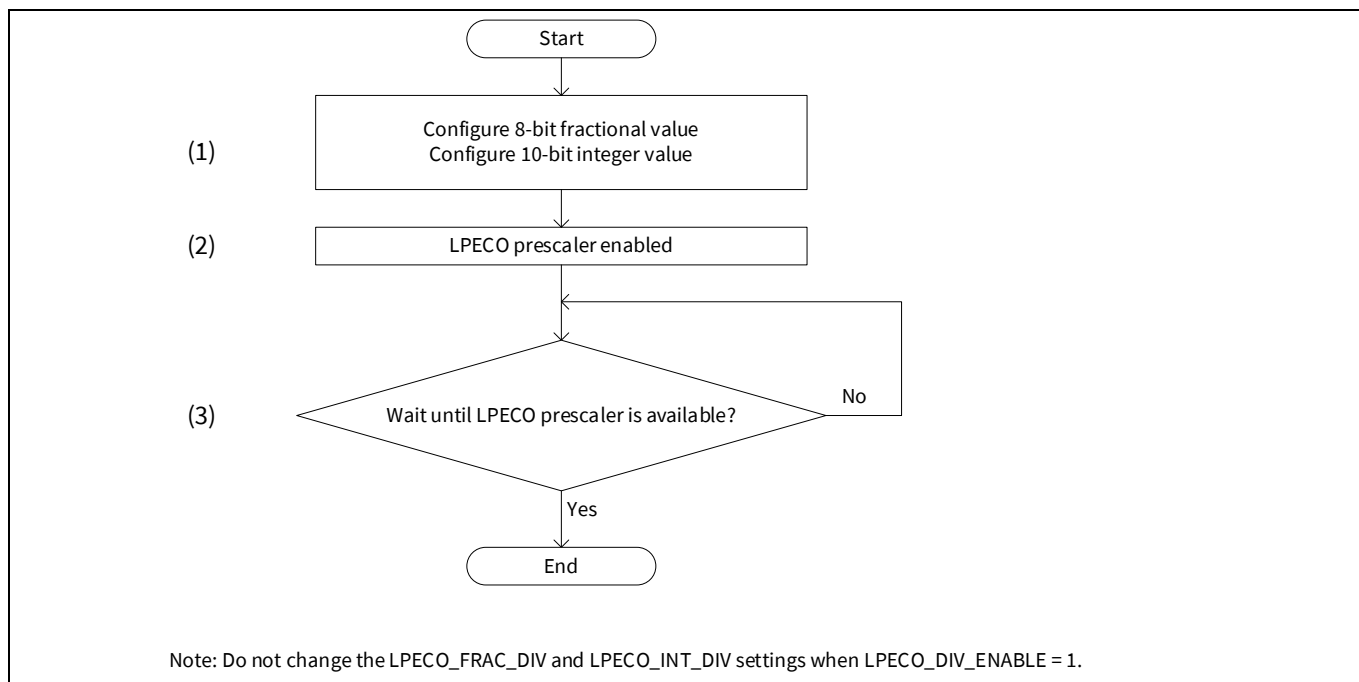 Start
(1)
Configure 8-bit fractional value
Configure 10-bit integer value
(2)
LPECO prescaler enabled
(3)
Wait until LPECO prescaler is available?
No
Yes
End
Note: Do not change the LPECO_FRAC_DIV and LPECO_INT_DIV settings when LPECO_DIV_ENABLE = 1.